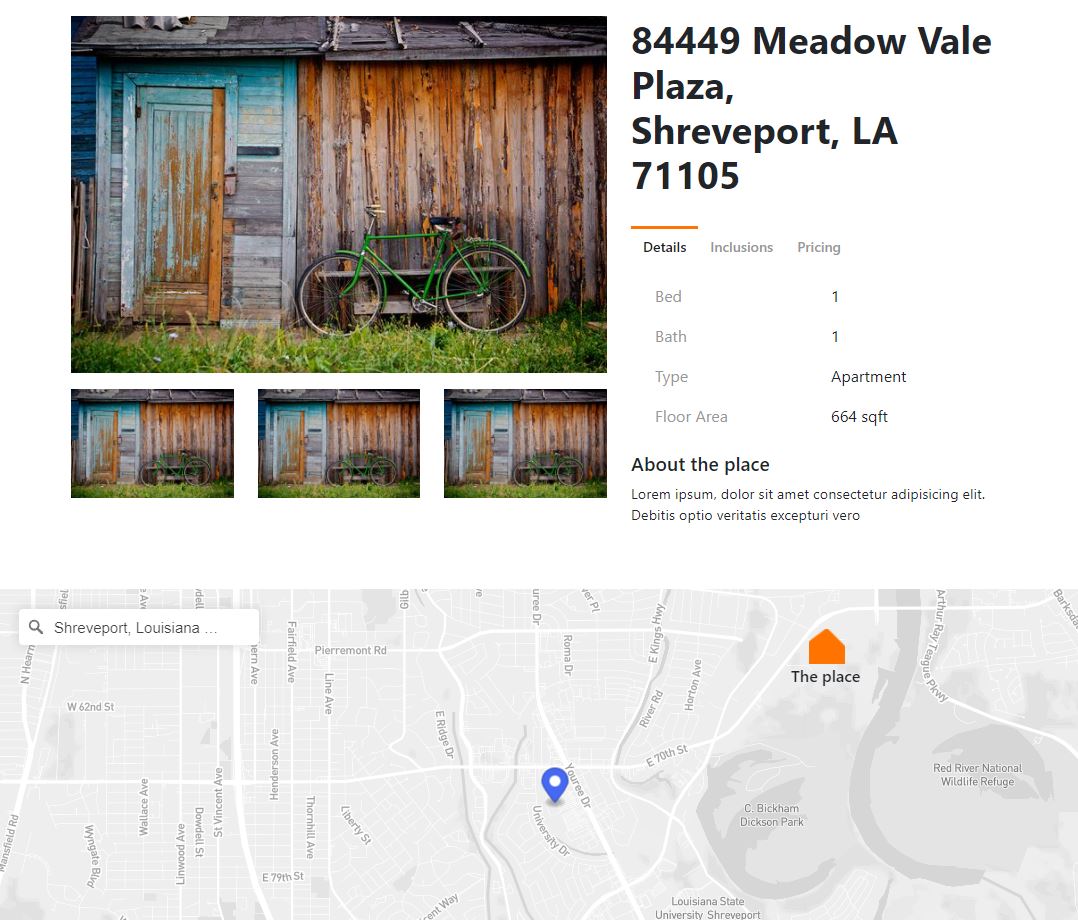 84449 Meadow Vale
Plaza,
Shreveport, LA
71105
Details
Inclusions
Pricing
Bed 1
Bath 1
Type Apartment
Floor Area 664 sqft
About the place
Lorem ipsum, dolor sit amet consectetur adipisicing elit.
Debitis optio veritatis excepturi vero
Shreveport, Louisiana …
The place
Pierremont Rd
Fairfield Ave
Line Ave
Roma Dr
E Kings Hwy
Horton Ave
River Rd
Arthur Ray Teague Pkwy
N Hearn
W 62nd St
E Ridge Dr
E 70th St
Henderson Ave
Youree Dr
University Dr
Red River National
Wildlife Refuge
C. Bickham
Dickson Park
Wallace Ave
St Vincent Ave
Dowdell St
Linwood Ave
Thornhill Ave
Liberty St
Mansfield Rd
Wyngate Blvd
E 79th St
cent Way
Louisiana State
University Shreveport
Barksda